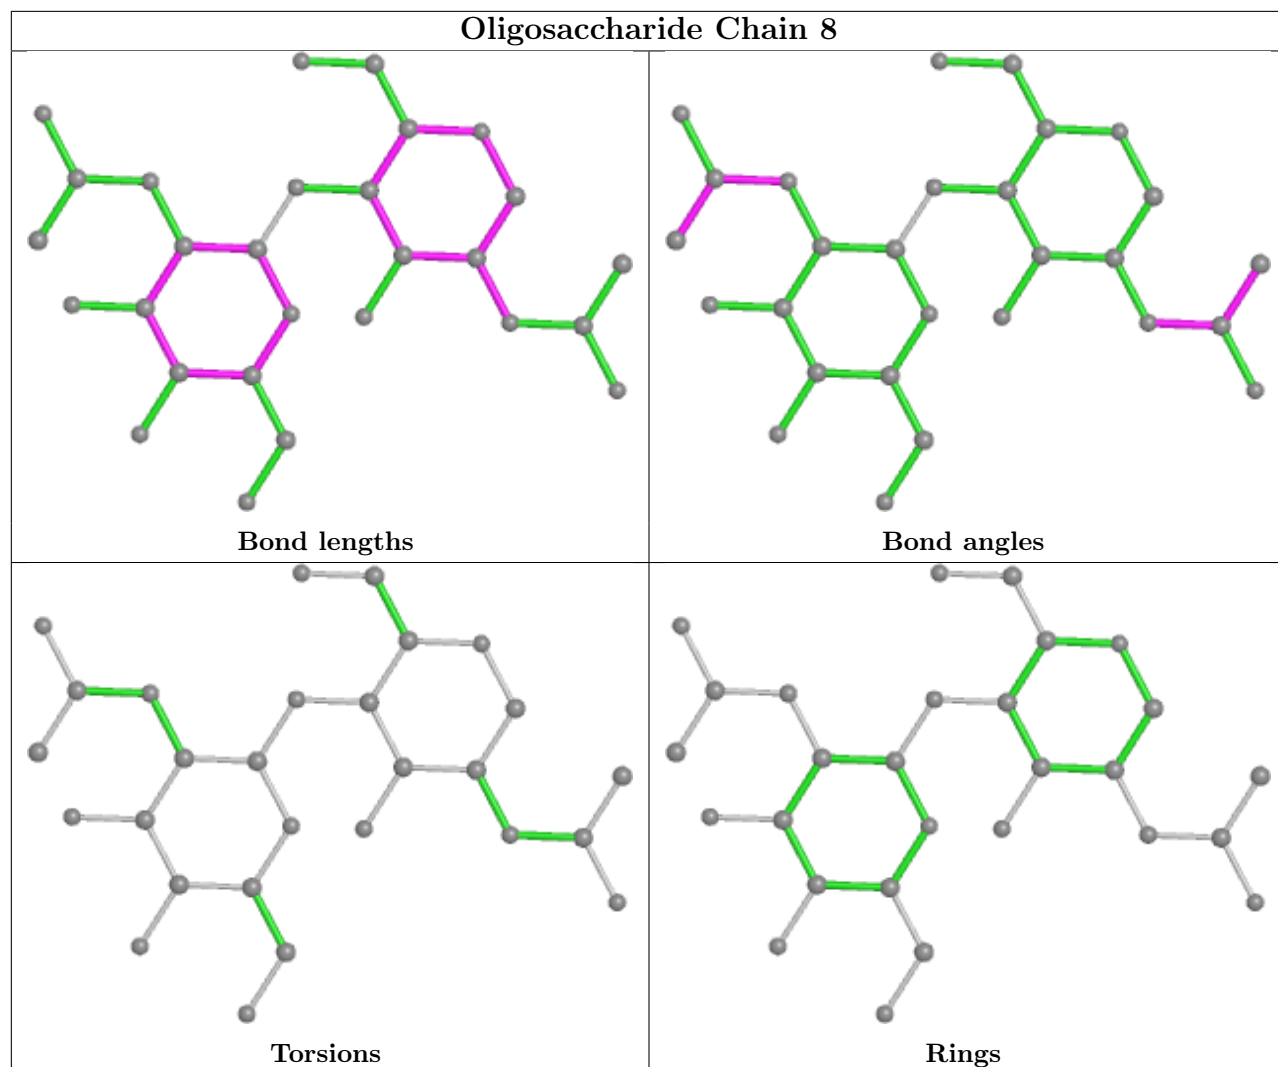 Oligosaccharide Chain 8
Bond lengths
Bond angles
Torsions
Rings